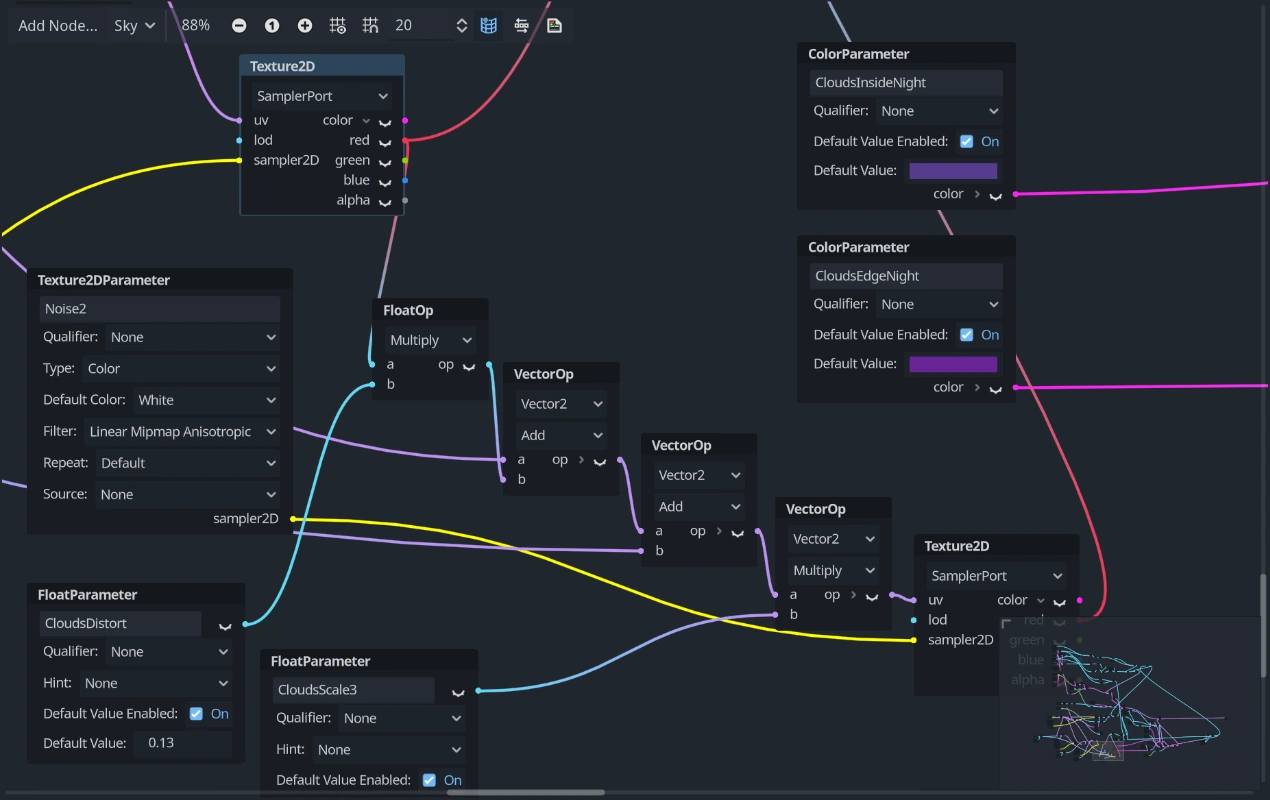 Add Node... Sky 88% 1 20
Texture2D
SamplerPort
uv color
lod red
sampler2D green
blue
alpha
ColorParameter
CloudsInsideNight
Qualifier: None
Default Value Enabled: On
Default Value:
color
ColorParameter
CloudsEdgeNight
Qualifier: None
Default Value Enabled: On
Default Value:
color
Texture2DParameter
Noise2
Qualifier: None
Type: Color
Default Color: White
Filter: Linear Mipmap Anisotropic
Repeat: Default
Source: None
sampler2D
FloatOp
Multiply
a op
b
VectorOp
Vector2
Add
a op
b
VectorOp
Vector2
Add
a op
b
VectorOp
Vector2
Multiply
a op
b
Texture2D
SamplerPort
uv color
lod red
sampler2D green
blue
alpha
FloatParameter
CloudsDistort
Qualifier: None
Hint: None
Default Value Enabled: On
Default Value: 0.13
FloatParameter
CloudsScale3
Qualifier: None
Hint: None
Default Value Enabled: On